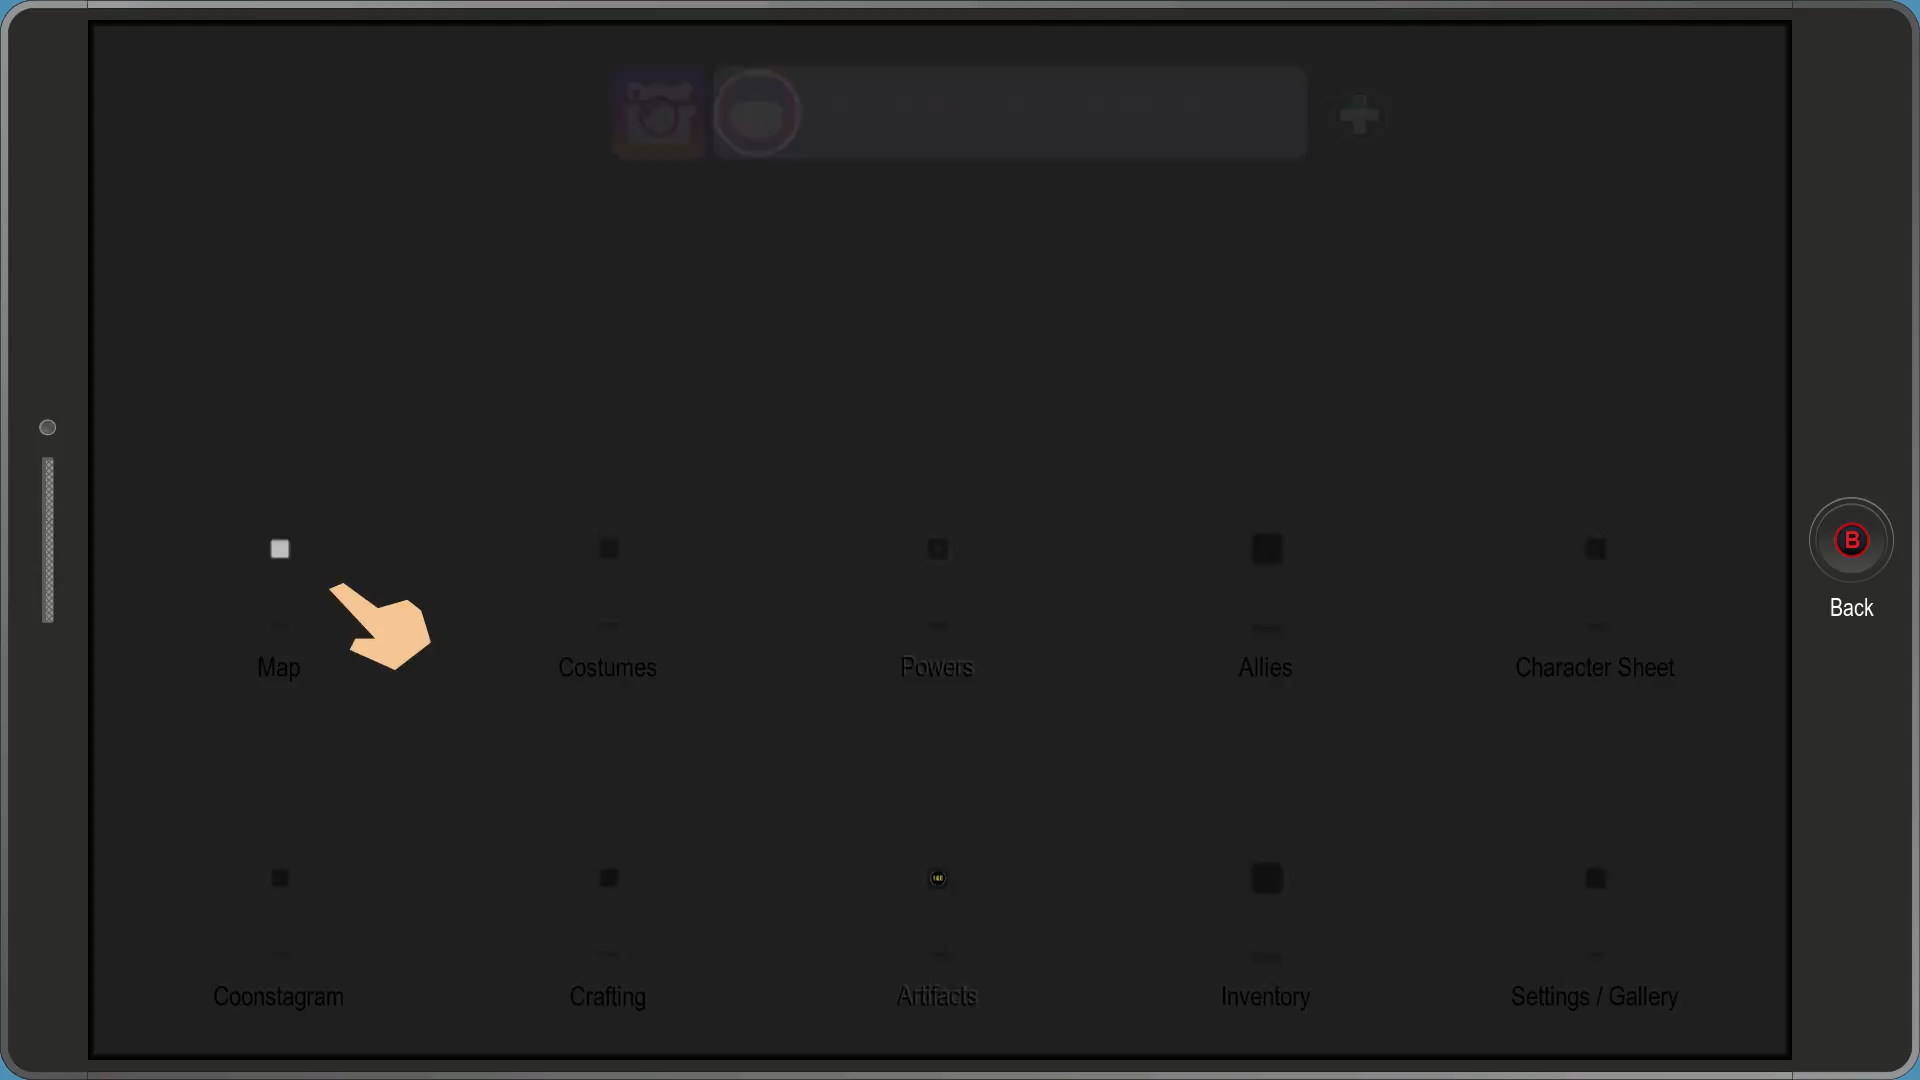 B
Back
Map
Costumes
Powers
Allies
Character Sheet
Coonstagram
Crafting
Artifacts
Inventory
Settings / Gallery